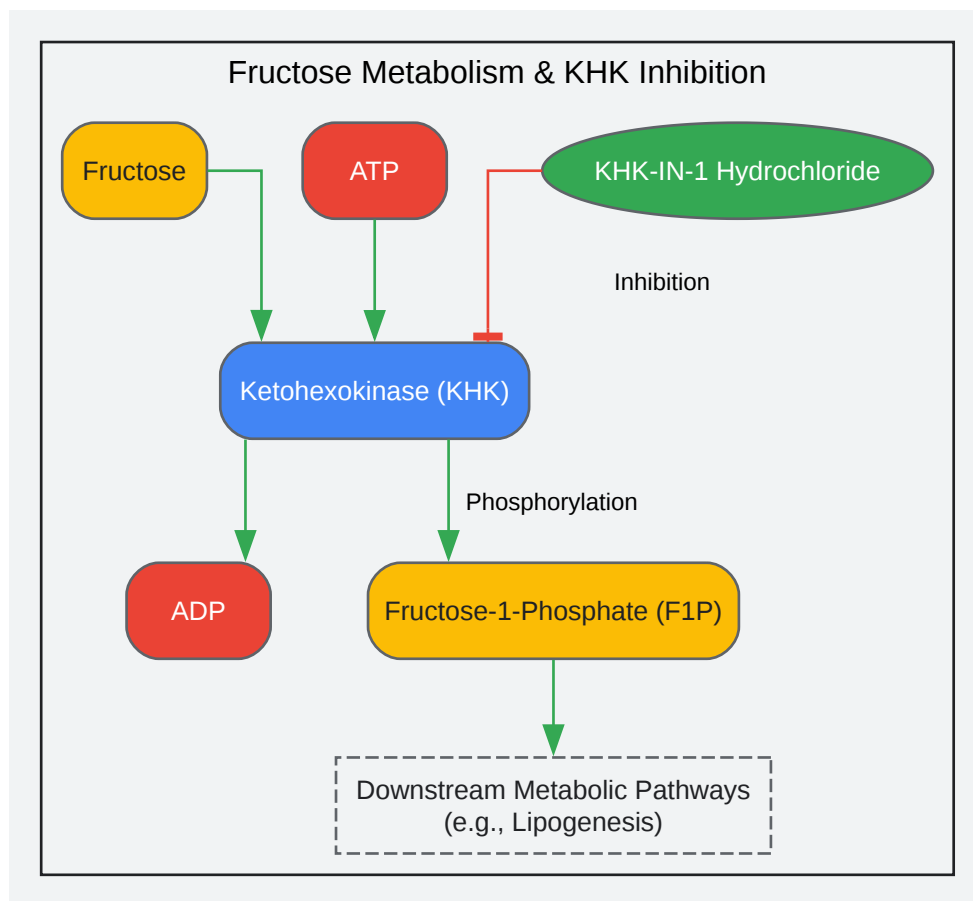 Fructose Metabolism & KHK Inhibition
Fructose
ATP
KHK-IN-1 Hydrochloride
Inhibition
Ketohexokinase (KHK)
Phosphorylation
ADP
Fructose-1-Phosphate (F1P)
Downstream Metabolic Pathways
(e.g., Lipogenesis)